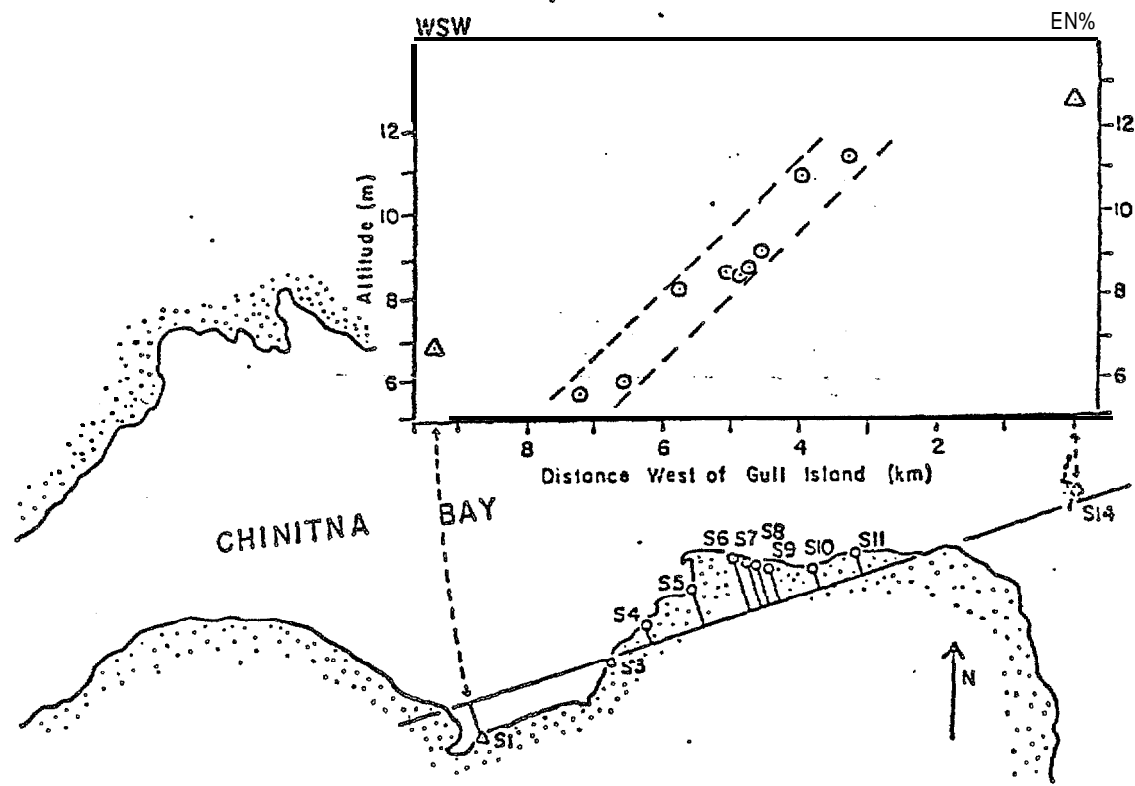 WSW
EN%
12
10
8
6
Altitude (m)
12
10
8
6
8 6 4 2
Distance West of Gull Island (km)
CHINITNA BAY
S14
S6 S7 S8 S9 S10 S11
S5
S4
S3
S1
N